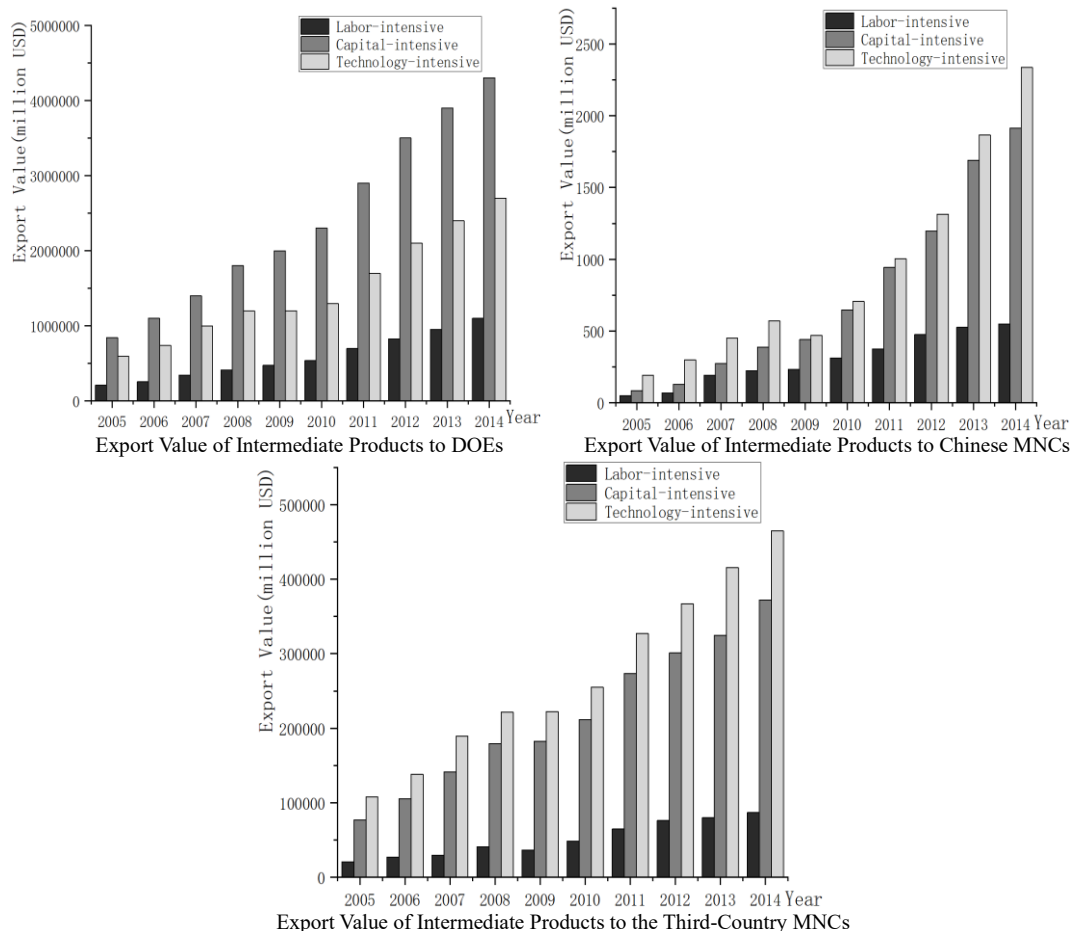 Export Value(million USD)
5000000
4000000
3000000
2000000
1000000
0
Labor-intensive
Capital-intensive
Technology-intensive
2005 2006 2007 2008 2009 2010 2011 2012 2013 2014 Year
Export Value of Intermediate Products to DOEs
Export Value(million USD)
2500
2000
1500
1000
500
0
Labor-intensive
Capital-intensive
Technology-intensive
2005 2006 2007 2008 2009 2010 2011 2012 2013 2014 Year
Export Value of Intermediate Products to Chinese MNCs
Export Value(million USD)
500000
400000
300000
200000
100000
0
Labor-intensive
Capital-intensive
Technology-intensive
2005 2006 2007 2008 2009 2010 2011 2012 2013 2014 Year
Export Value of Intermediate Products to the Third-Country MNCs